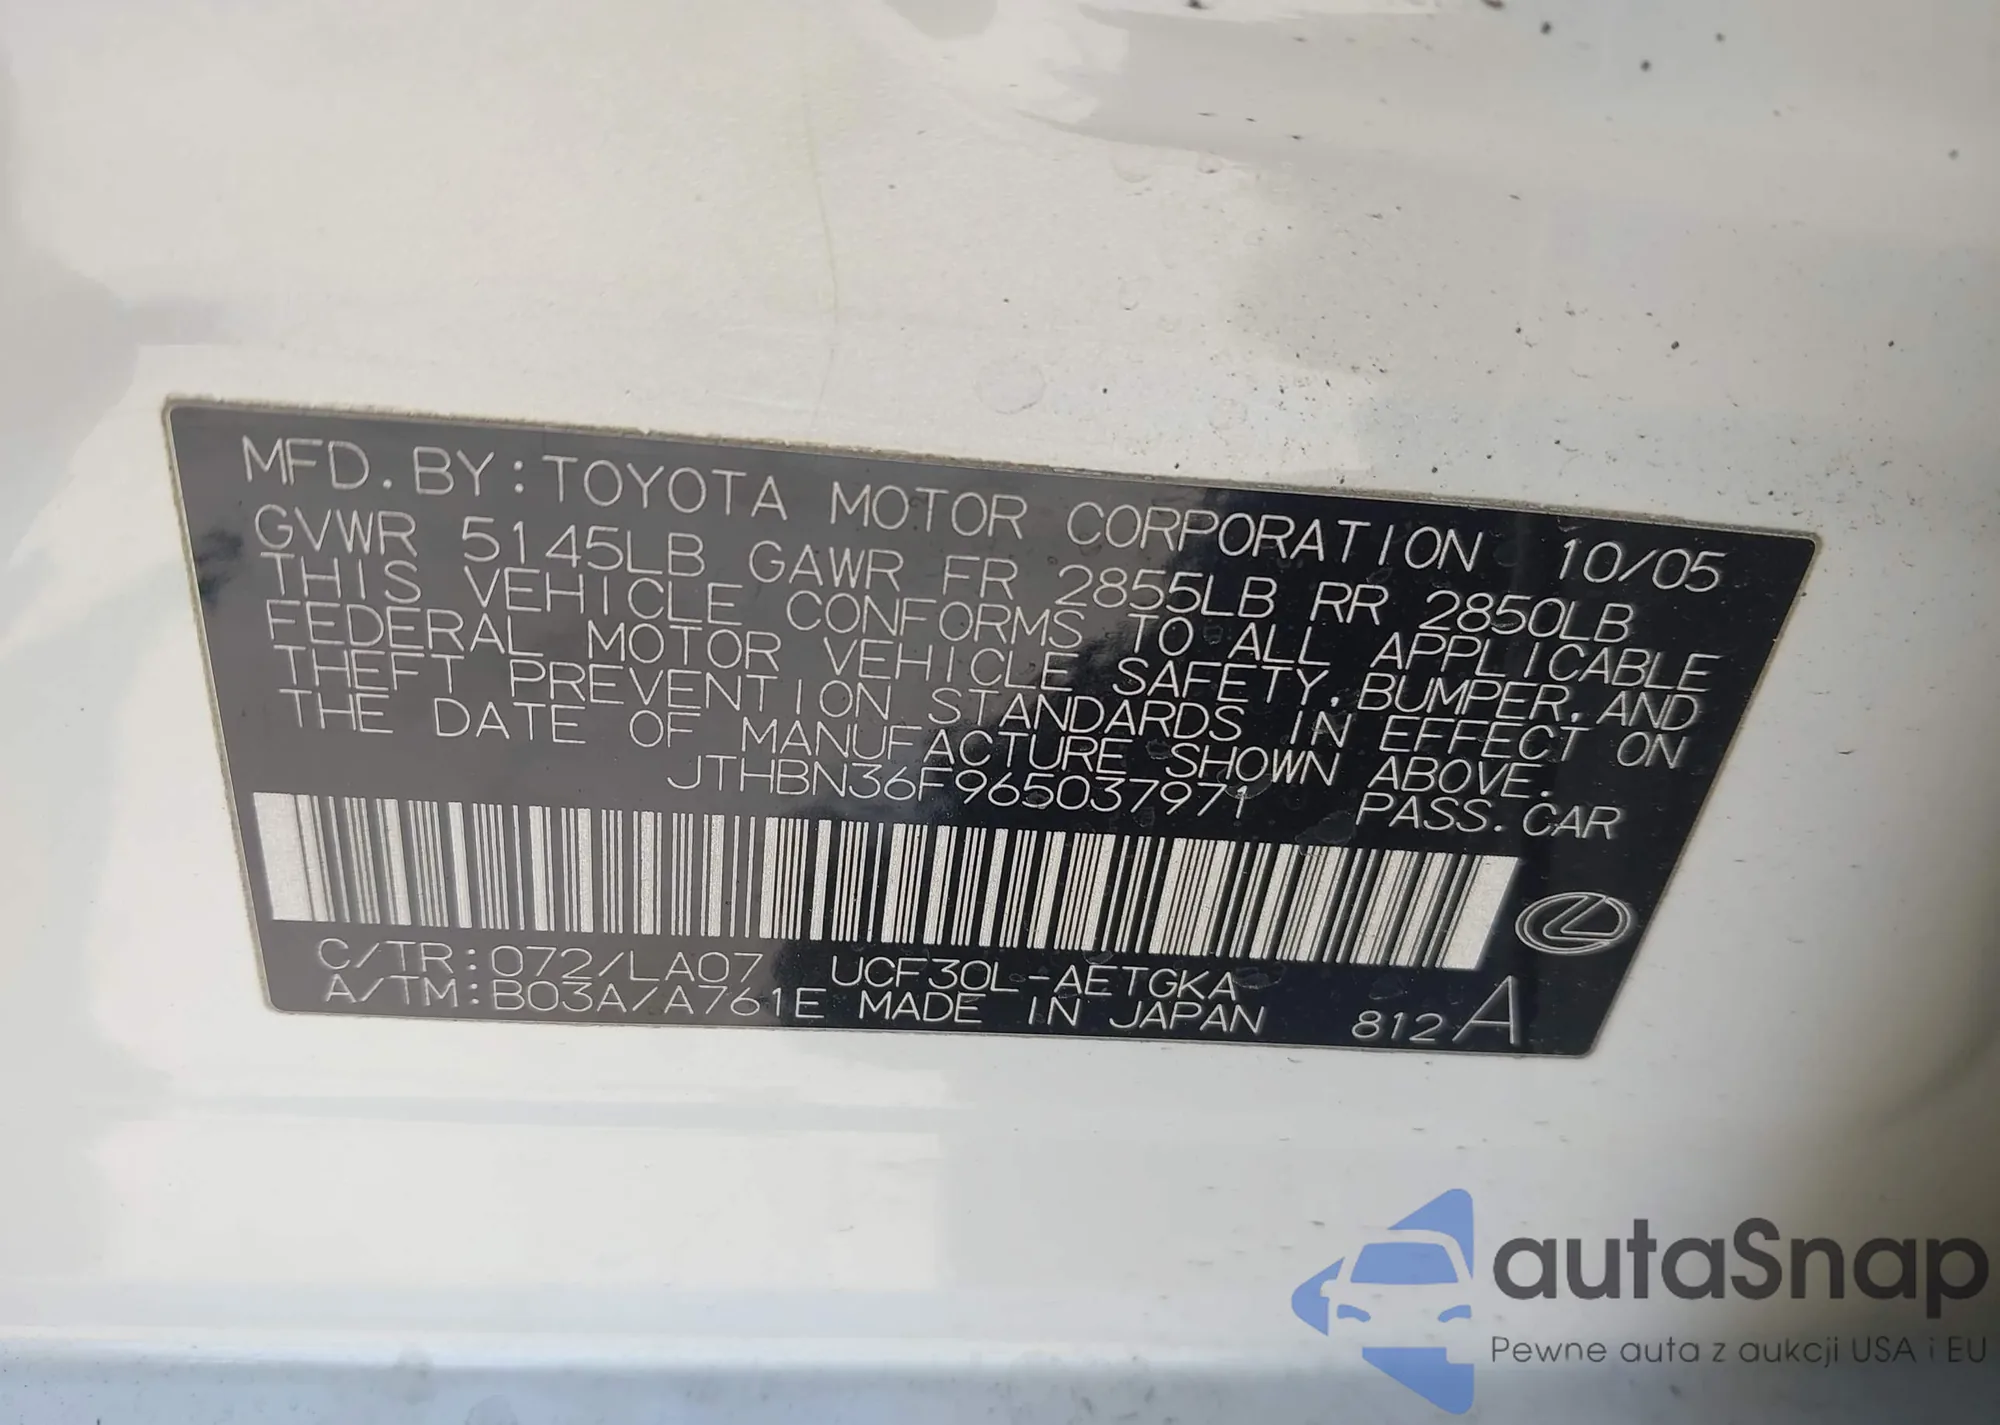 MFD. BY: TOYOTA MOTOR CORPORATION 10/05
GVWR 5145LB GAWR FR 2855LB RR 2850LB
THIS VEHICLE CONFORMS TO ALL APPLICABLE
FEDERAL MOTOR VEHICLE SAFETY, BUMPER, AND
THEFT PREVENTION STANDARDS IN EFFECT ON
THE DATE OF MANUFACTURE SHOWN ABOVE.
JTHBN36F965037971 PASS. CAR
C/TR: 072/LA07 UCF30L-AETGKA
A/TM: B03A/A761E MADE IN JAPAN 812 A
autaSnap
Pewne auta z aukcji USA i EU